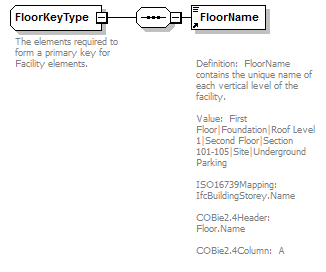 FloorKeyType
FloorName
The elements required to
form a primary key for
Facility elements.
Definition:  FloorName
contains the unique name of
each vertical level of the
facility.
Value:  First
Floor|Foundation|Roof Level
1|Second Floor|Section
101-105|Site|Underground
Parking
ISO16739Mapping:
IfcBuildingStorey.Name
COBie2.4Header:
Floor.Name
COBie2.4Column:  A